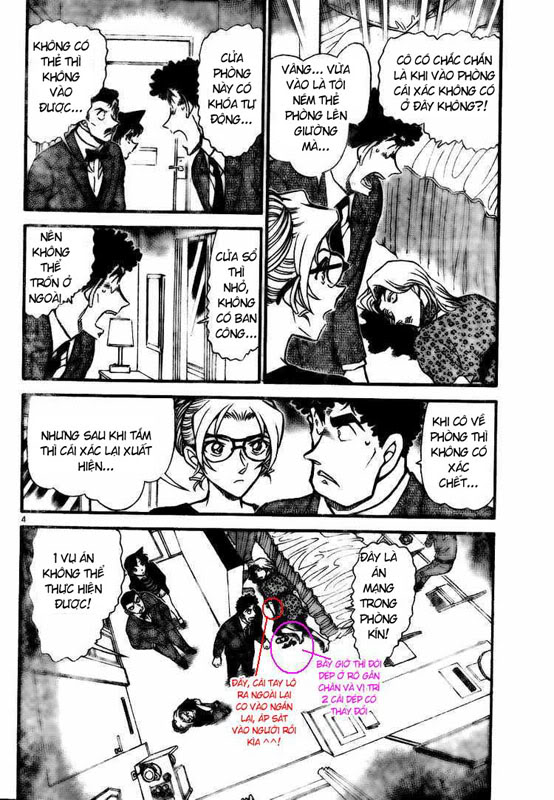 CÔ CÓ CHẮC CHẮN
LÀ KHI VÀO PHÒNG
CÁI XÁC KHÔNG CÓ
Ở ĐÂY KHÔNG?!
VÂNG... VỪA
VÀO LÀ TÔI
NÉM THẺ
PHÒNG LÊN
GIƯỜNG
MÀ...
CỬA
PHÒNG
NÀY CÓ
KHÓA TỰ
ĐỘNG...
KHÔNG CÓ
THẺ THÌ
KHÔNG
VÀO
ĐƯỢC...
CỬA SỔ
THÌ
NHỎ,
KHÔNG
CÓ BAN
CÔNG...
NÊN
KHÔNG
THỂ
TRỐN Ở
NGOÀI...
KHI CÔ VỀ
PHÒNG THÌ
KHÔNG CÓ
XÁC
CHẾT...
NHƯNG SAU KHI TẮM
THÌ CÁI XÁC LẠI XUẤT
HIỆN...
4
ĐÂY LÀ
ÁN
MẠNG
TRONG
PHÒNG
KÍN!
1 VỤ ÁN
KHÔNG THỂ
THỰC HIỆN
ĐƯỢC!
BÂY GIỜ THÌ ĐÔI
DÉP Ở RÕ GẦN
CHÂN VÀ VỊ TRÍ
2 CÁI DÉP CÓ
THAY ĐỔI
ĐÂY, CÁI TAY LÓ
RA NGOÀI LẠI
CO VÀO NGẮN
LẠI, ÁP SÁT
VÀO NGƯỜI RỒI
KÌA ^^!